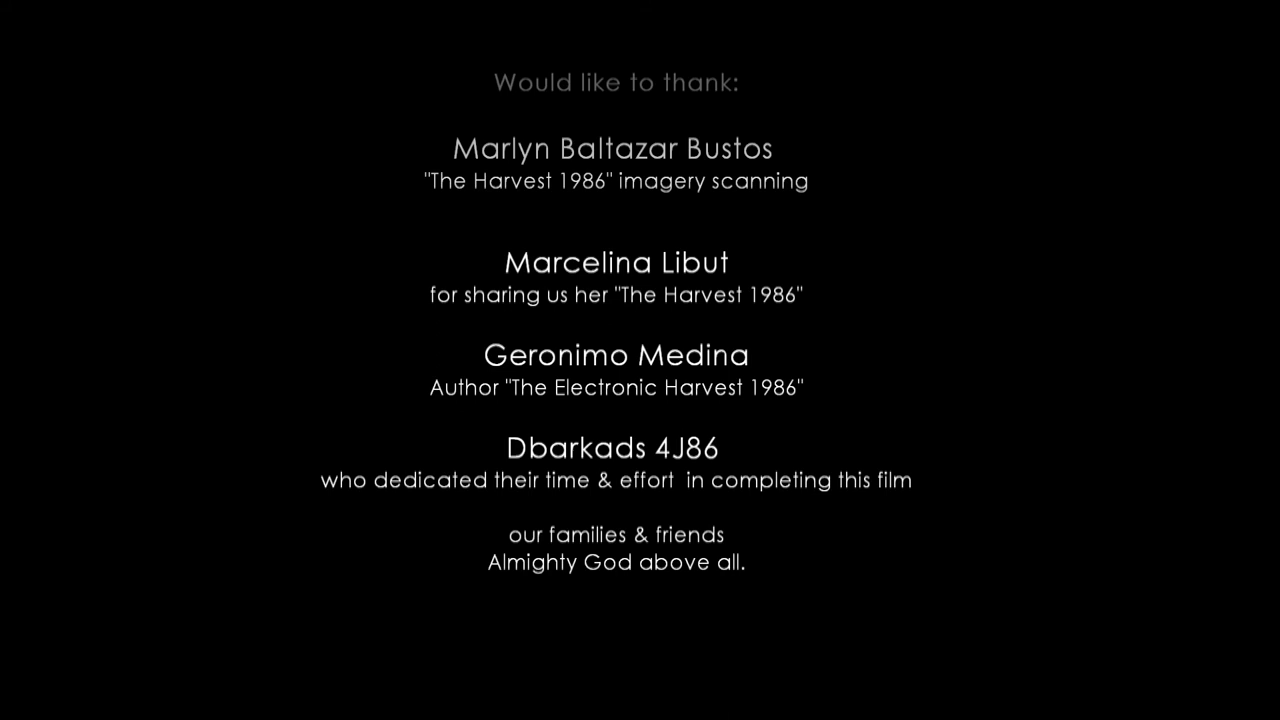 Would like to thank:
Marlyn Baltazar Bustos
"The Harvest 1986" imagery scanning
Marcelina Libut
for sharing us her "The Harvest 1986"
Geronimo Medina
Author "The Electronic Harvest 1986"
Dbarkads 4J86
who dedicated their time & effort  in completing this film
our families & friends
Almighty God above all.